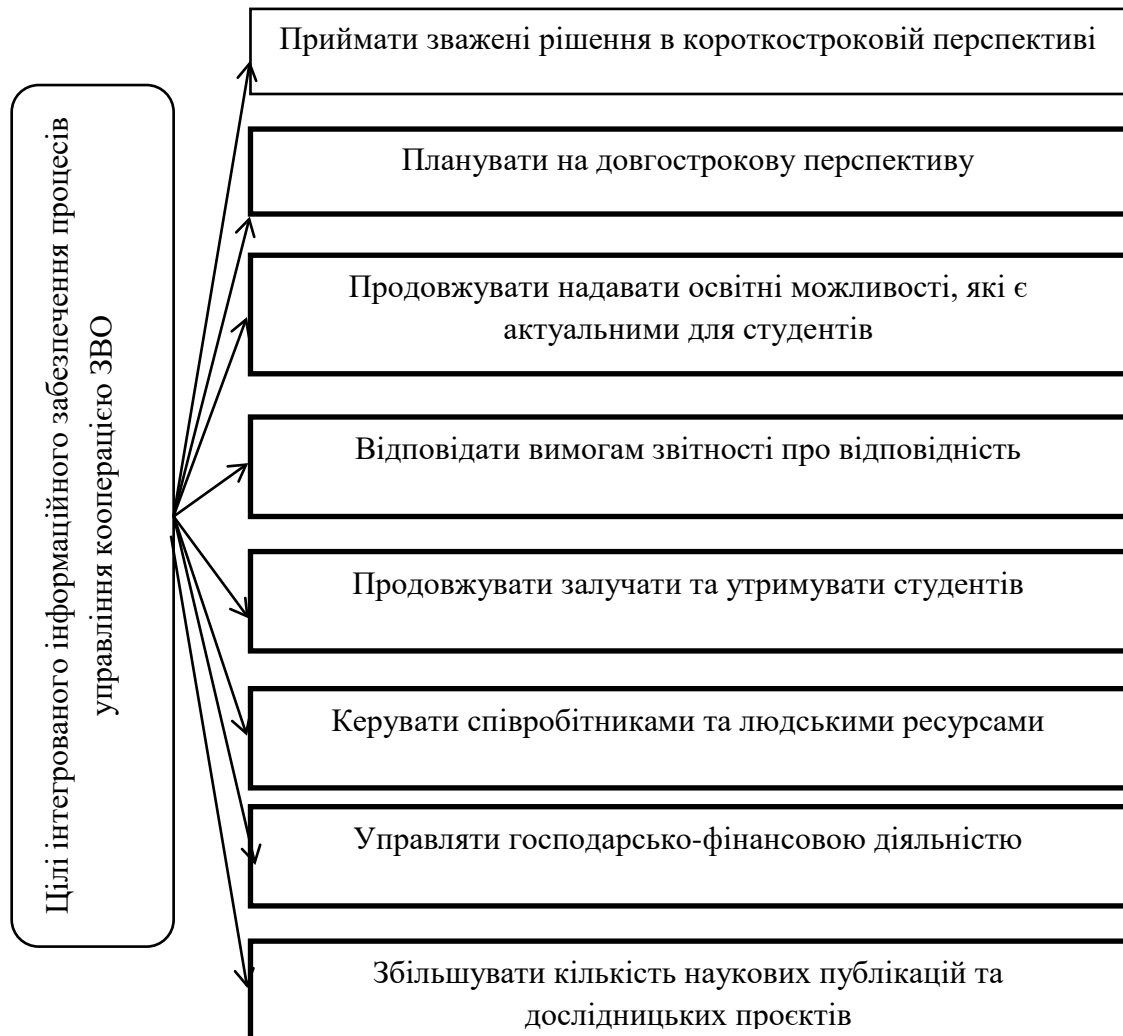 Цілі інтегрованого інформаційного забезпечення процесів
управління кооперацією ЗВО
Приймати зважені рішення в короткостроковій перспективі
Планувати на довгострокову перспективу
Продовжувати надавати освітні можливості, які є
актуальними для студентів
Відповідати вимогам звітності про відповідність
Продовжувати залучати та утримувати студентів
Керувати співробітниками та людськими ресурсами
Управляти господарсько-фінансовою діяльністю
Збільшувати кількість наукових публікацій та
дослідницьких проєктів